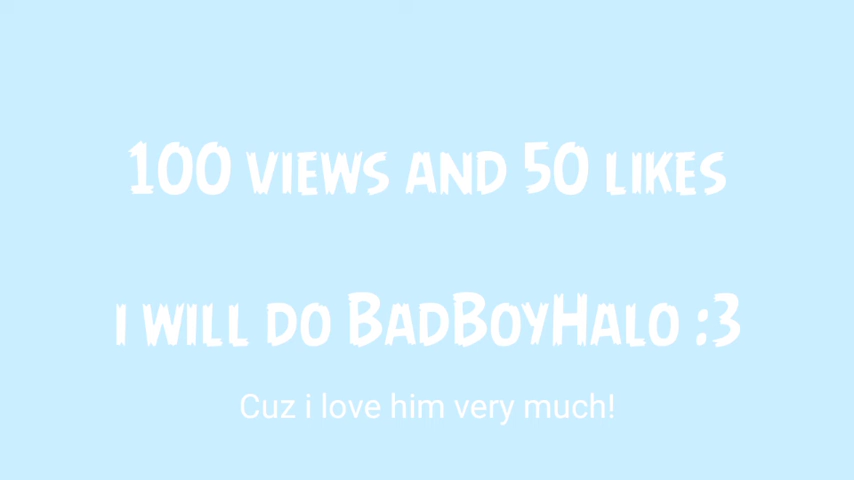 100 views and 50 likes
i will do BadBoyHalo :3
Cuz i love him very much!